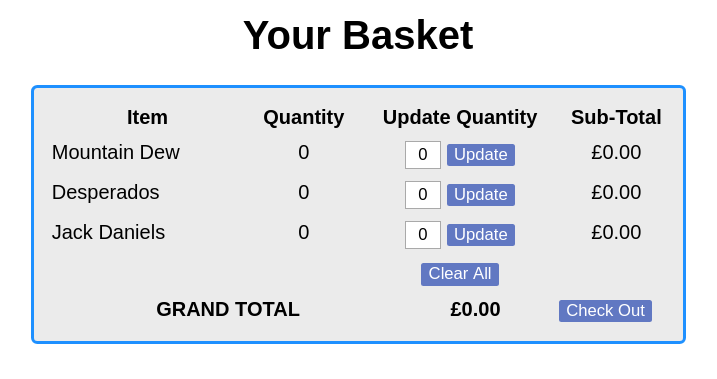 Your Basket
Item Quantity Update Quantity Sub-Total
Mountain Dew 0 0 Update £0.00
Desperados 0 0 Update £0.00
Jack Daniels 0 0 Update £0.00
Clear All
GRAND TOTAL £0.00 Check Out